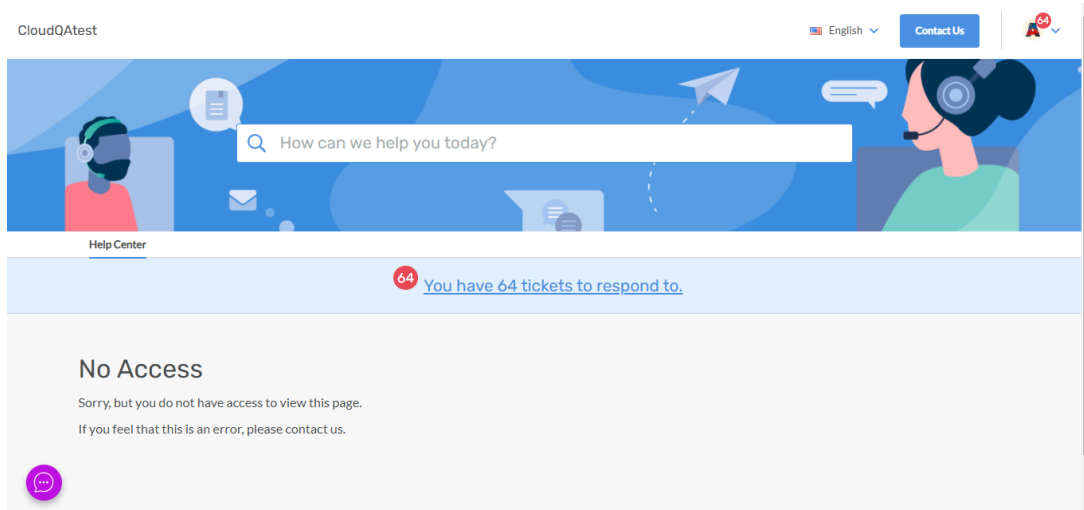 CloudQAtest
English
Contact Us
A
64
How can we help you today?
Help Center
64
You have 64 tickets to respond to.
No Access
Sorry, but you do not have access to view this page.
If you feel that this is an error, please contact us.